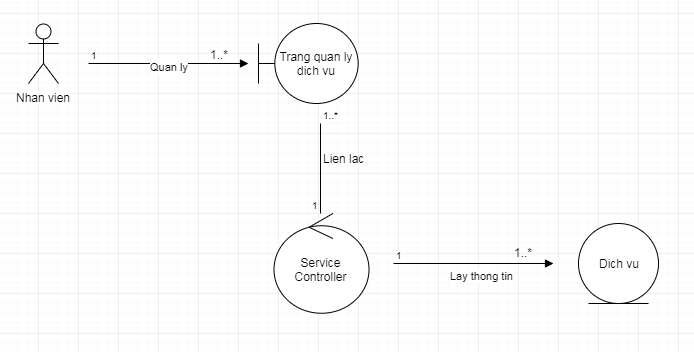 1
1..*
Quan ly
Trang quan ly
dich vu
Nhan vien
1..*
Lien lac
1
Service
Controller
1
1..*
Lay thong tin
Dich vu